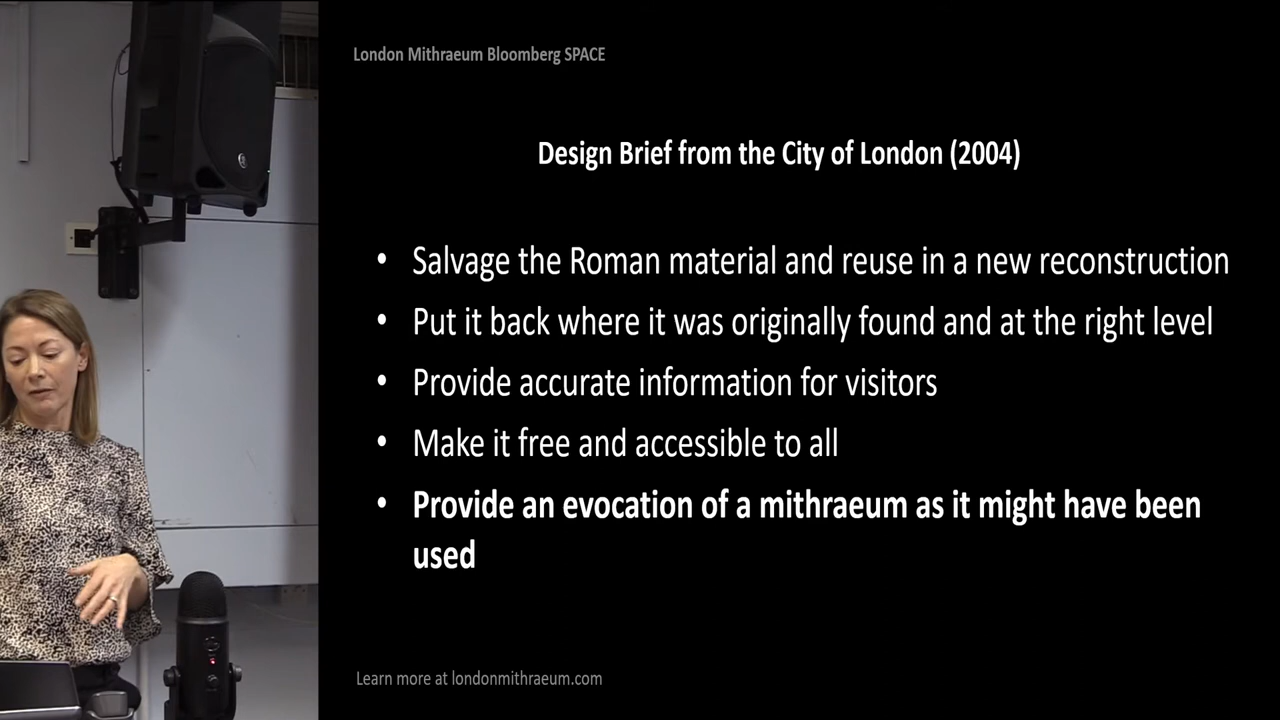 London Mithraeum Bloomberg SPACE
Design Brief from the City of London (2004)
• Salvage the Roman material and reuse in a new reconstruction
• Put it back where it was originally found and at the right level
• Provide accurate information for visitors
• Make it free and accessible to all
• Provide an evocation of a mithraeum as it might have been
used
Learn more at londonmithraeum.com